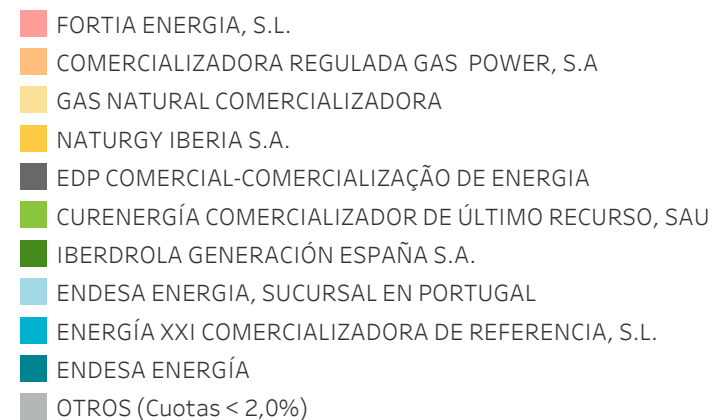 FORTIA ENERGIA, S.L.
COMERCIALIZADORA REGULADA GAS  POWER, S.A
GAS NATURAL COMERCIALIZADORA
NATURGY IBERIA S.A.
EDP COMERCIAL-COMERCIALIZAÇÃO DE ENERGIA
CURENERGÍA COMERCIALIZADOR DE ÚLTIMO RECURSO, SAU
IBERDROLA GENERACIÓN ESPAÑA S.A.
ENDESA ENERGIA, SUCURSAL EN PORTUGAL
ENERGÍA XXI COMERCIALIZADORA DE REFERENCIA, S.L.
ENDESA ENERGÍA
OTROS (Cuotas < 2,0%)